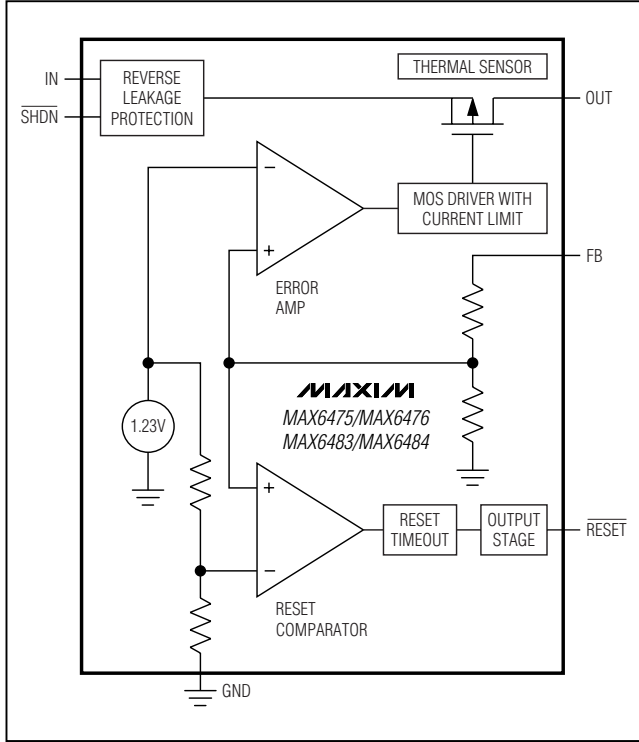 IN
SHDN
REVERSE
LEAKAGE
PROTECTION
THERMAL SENSOR
OUT
MOS DRIVER WITH
CURRENT LIMIT
−
+
ERROR
AMP
FB
1.23V
MAXIM
MAX6475/MAX6476
MAX6483/MAX6484
+
−
RESET
COMPARATOR
RESET
TIMEOUT
OUTPUT
STAGE
RESET
GND